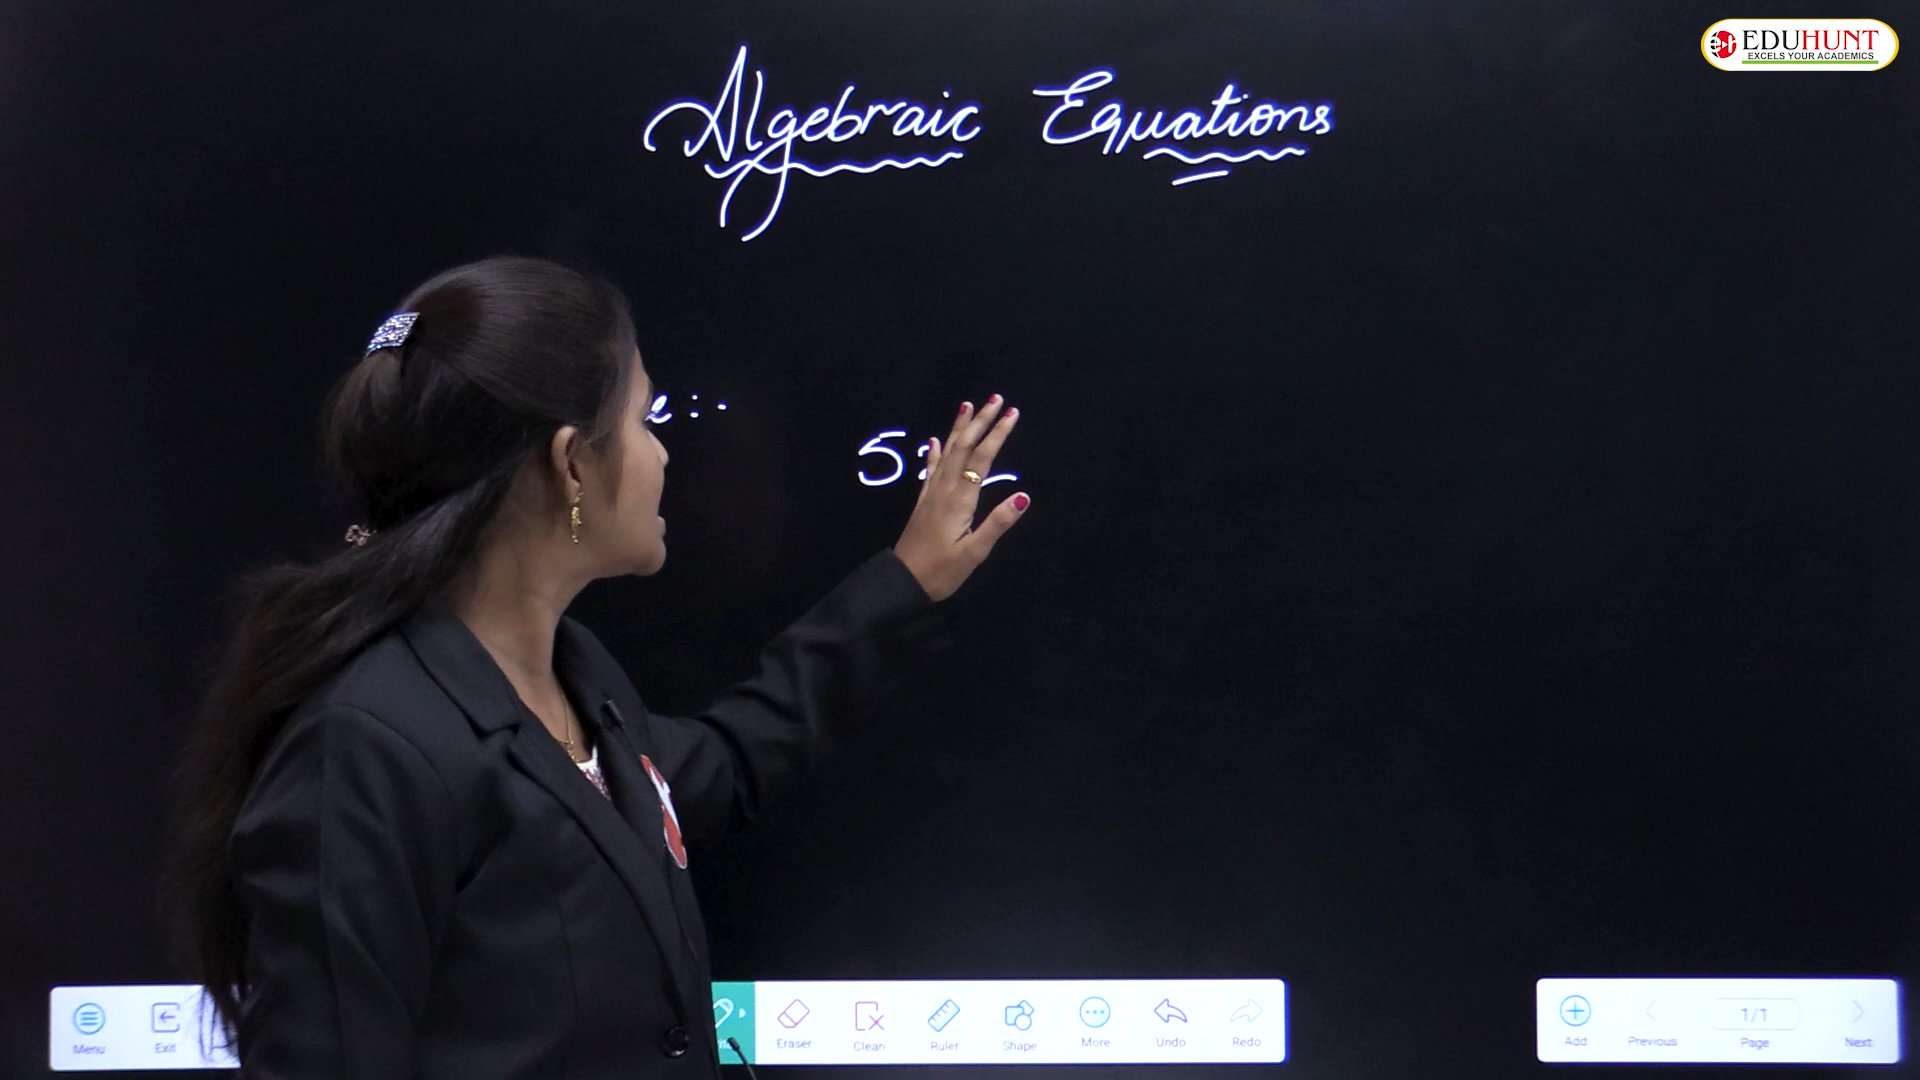 EDUHUNT
EXCELS YOUR ACADEMICS
Algebraic Equations
e :-
5
Menu
Exit
Eraser
Clean
Ruler
Shape
More
Undo
Redo
Add
Previous
1/1
Page
Next